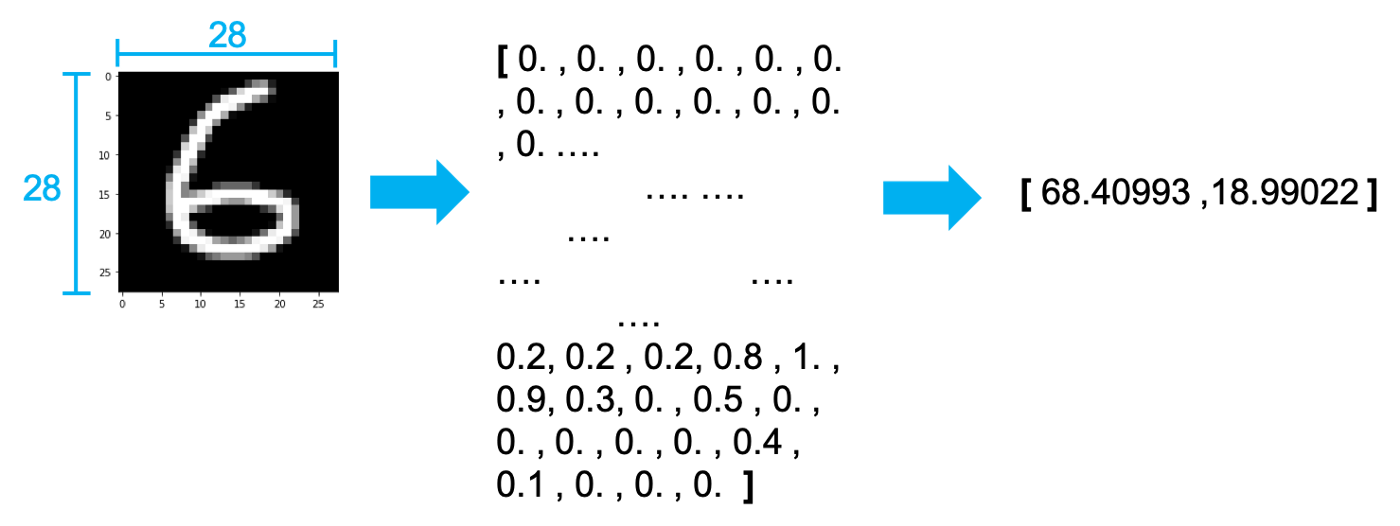 28
28
0
5
10
15
20
25
0
5
10
15
20
25
[ 0. , 0. , 0. , 0. , 0. , 0.
, 0. , 0. , 0. , 0. , 0. , 0.
, 0. ....
.... ....
....
.... ....
....
0.2, 0.2 , 0.2, 0.8 , 1. ,
0.9, 0.3, 0. , 0.5 , 0. ,
0. , 0. , 0. , 0. , 0.4 ,
0.1 , 0. , 0. , 0. ]
[ 68.40993 ,18.99022 ]
6